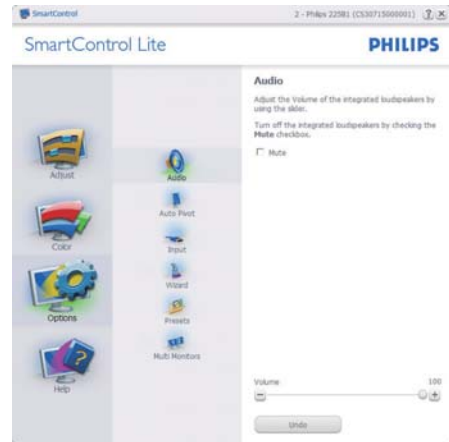 SmartControl
2 - Philips 225B1 (CS30715000001)
SmartControl Lite
PHILIPS
Adjust
Color
Options
Help
Audio
Auto Pivot
Input
Wizard
Presets
Multi Monitors
Audio
Adjust the Volume of the integrated loudspeakers by
using the slider.
Turn off the integrated loudspeakers by checking the
Mute checkbox.
Mute
Volume
100
Undo